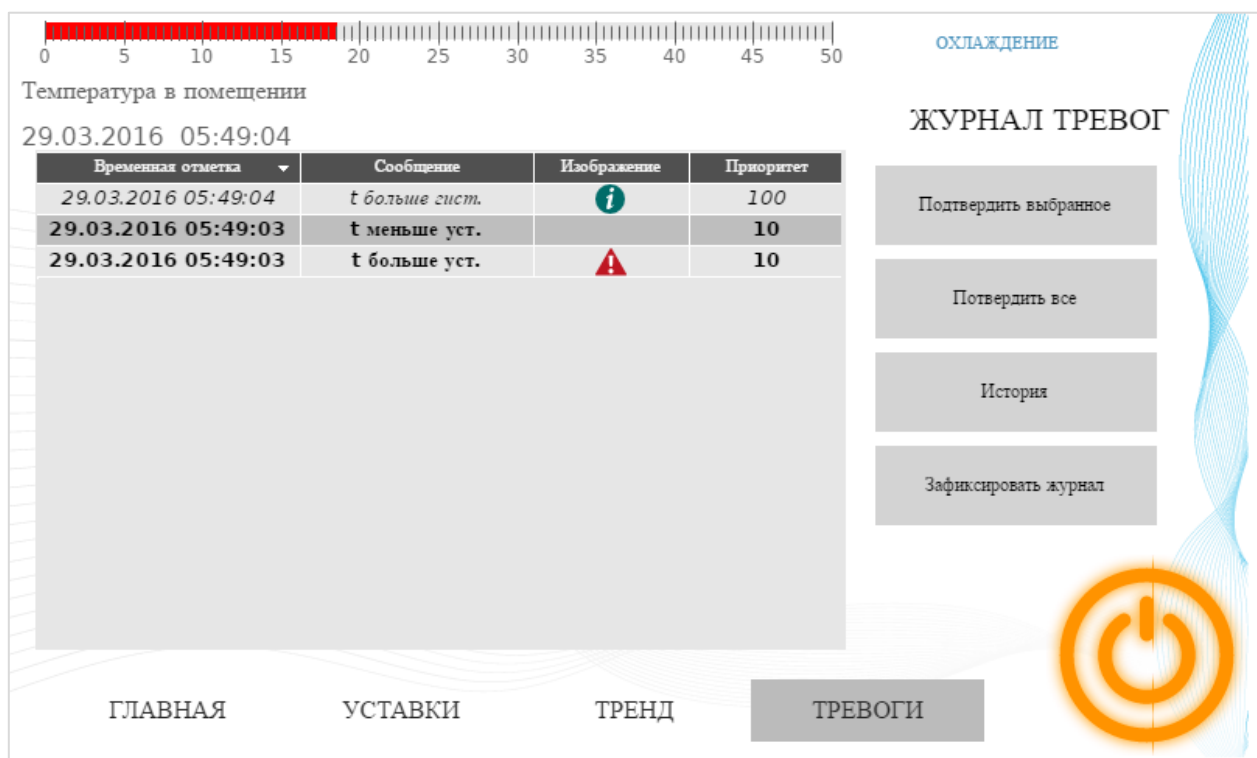 0 5 10 15 20 25 30 35 40 45 50
ОХЛАЖДЕНИЕ
Температура в помещении
ЖУРНАЛ ТРЕВОГ
29.03.2016 05:49:04
Временная отметка Сообщение Изображение Приоритет
29.03.2016 05:49:04 t больше гист. i 100
29.03.2016 05:49:03 t меньше уст. 10
29.03.2016 05:49:03 t больше уст. ! 10
Подтвердить выбранное
Потвердить все
История
Зафиксировать журнал
ГЛАВНАЯ УСТАВКИ ТРЕНД ТРЕВОГИ